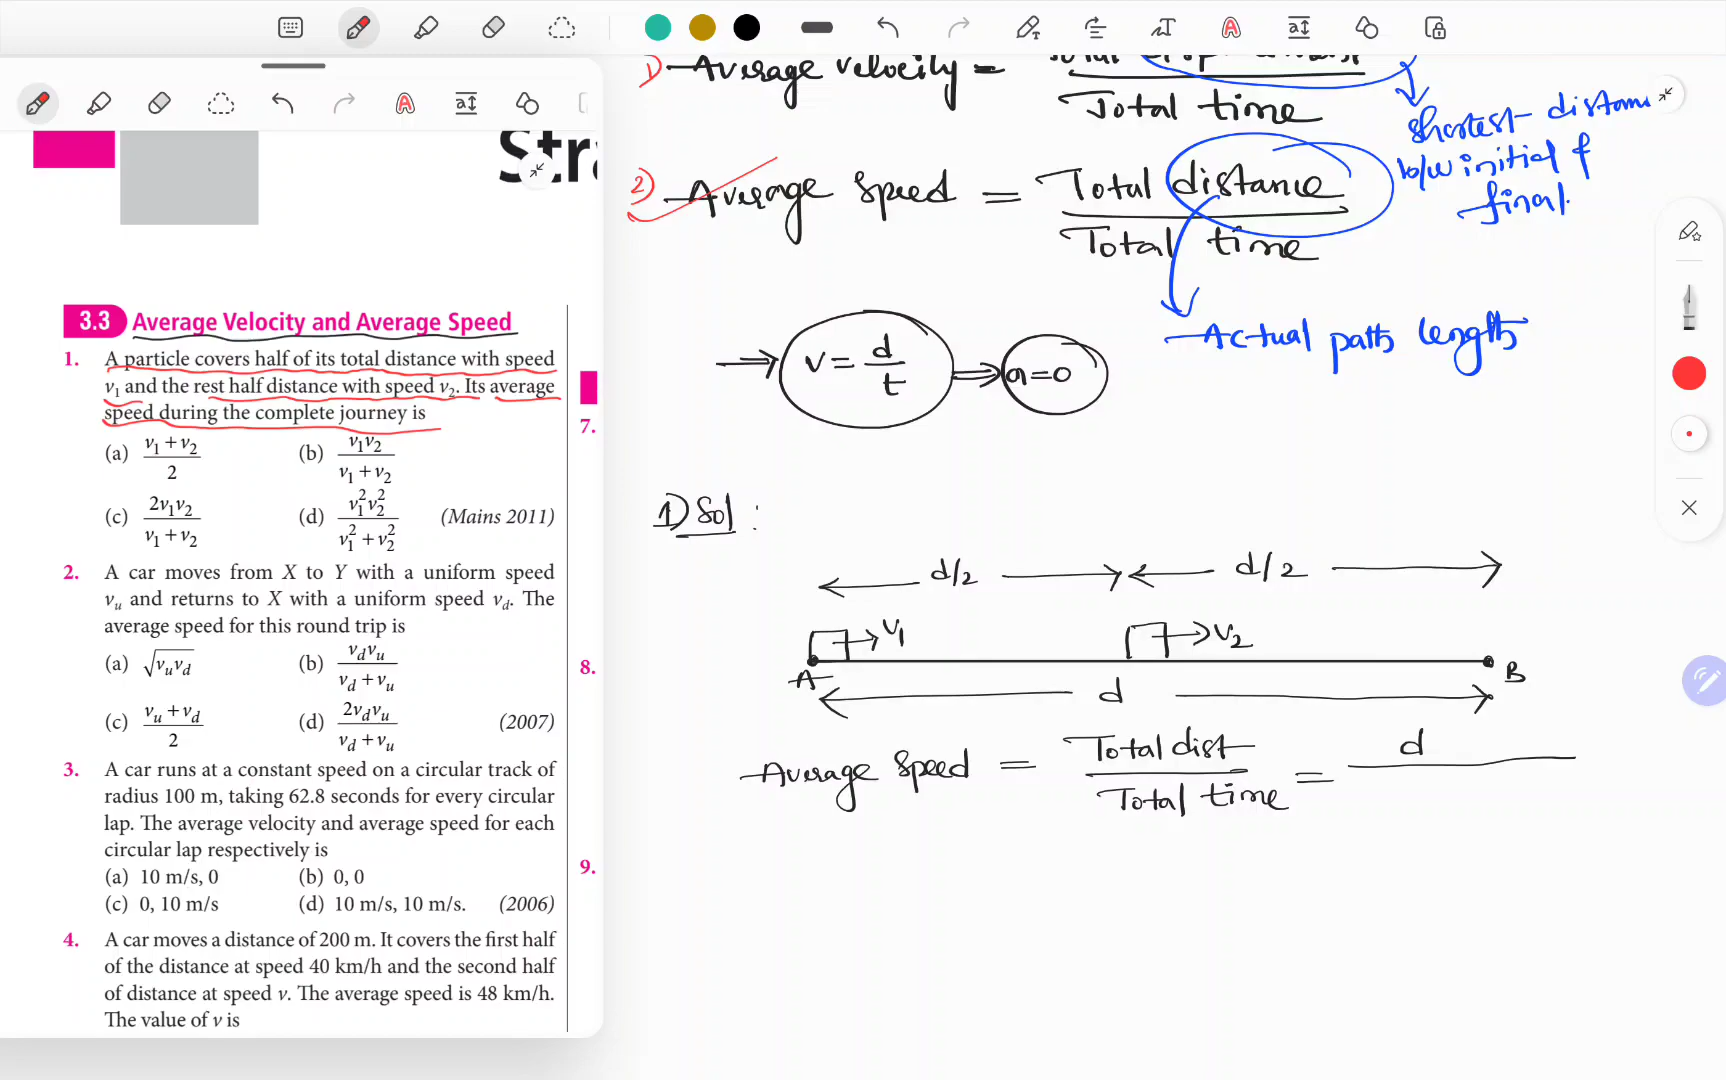 Str
3.3 Average Velocity and Average Speed
1. A particle covers half of its total distance with speed
v₁ and the rest half distance with speed v₂. Its average
speed during the complete journey is
(a) (v₁ + v₂)/2 (b) v₁v₂/(v₁ + v₂)
(c) 2v₁v₂/(v₁ + v₂) (d) v₁²v₂²/(v₁² + v₂²) (Mains 2011)
2. A car moves from X to Y with a uniform speed
vᵤ and returns to X with a uniform speed v_d. The
average speed for this round trip is
(a) √(vᵤv_d) (b) v_dvᵤ/(v_d + vᵤ)
(c) (vᵤ + v_d)/2 (d) 2v_dvᵤ/(v_d + vᵤ) (2007)
3. A car runs at a constant speed on a circular track of
radius 100 m, taking 62.8 seconds for every circular
lap. The average velocity and average speed for each
circular lap respectively is
(a) 10 m/s, 0 (b) 0, 0
(c) 0, 10 m/s (d) 10 m/s, 10 m/s. (2006)
4. A car moves a distance of 200 m. It covers the first half
of the distance at speed 40 km/h and the second half
of distance at speed v. The average speed is 48 km/h.
The value of v is
7.
8.
9.
1) Average velocity =
Total time
shortest distan
b/w initial &
final.
2) Average speed = Total distance
Total time
Actual path length
v = d/t ⇒ a=0
1) Sol :
d/2 d/2
V₁ V₂
A B
d
Average speed = Total dist / Total time = d